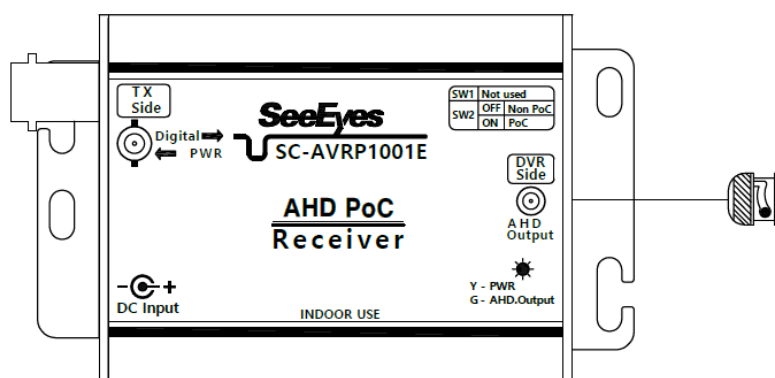 TX
Side
Digital
PWR
SeeEyes
SC-AVRP1001E
SW1 Not used
SW2 OFF Non PoC
ON PoC
DVR
Side
AHD
Output
AHD PoC
Receiver
- +
DC Input
Y - PWR
G - AHD.Output
INDOOR USE